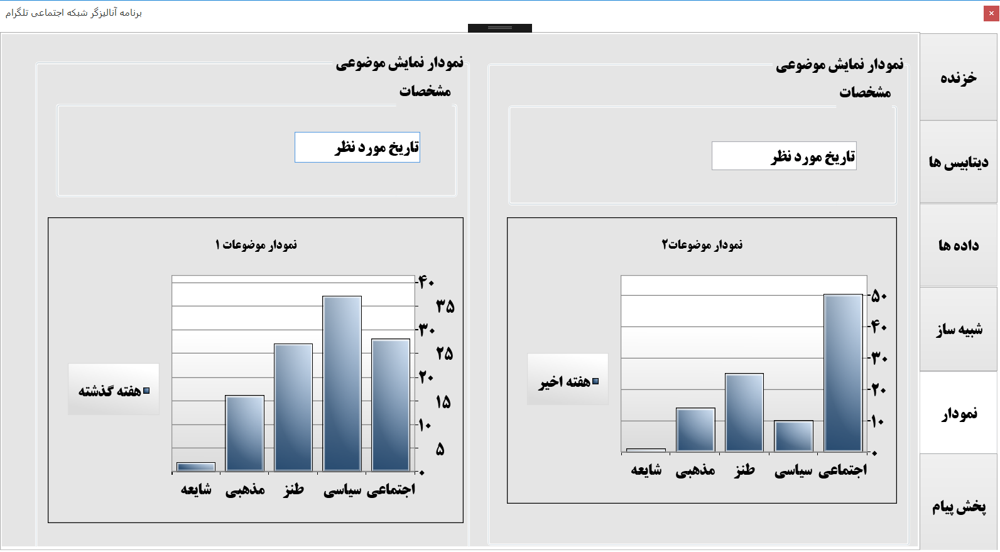 برنامه آنالیزگر شبکه اجتماعی تلگرام
خزنده
دیتابیس ها
داده ها
شبیه ساز
نمودار
پخش پیام
نمودار نمایش موضوعی
مشخصات
تاریخ مورد نظر
نمودار موضوعات۲
۵۰
۴۰
۳۰
۲۰
۱۰
۰
اجتماعی سیاسی طنز مذهبی شایعه
هفته اخیر
نمودار نمایش موضوعی
مشخصات
تاریخ مورد نظر
نمودار موضوعات ۱
۴۰
۳۵
۳۰
۲۵
۲۰
۱۵
۱۰
۵
۰
اجتماعی سیاسی طنز مذهبی شایعه
هفته گذشته